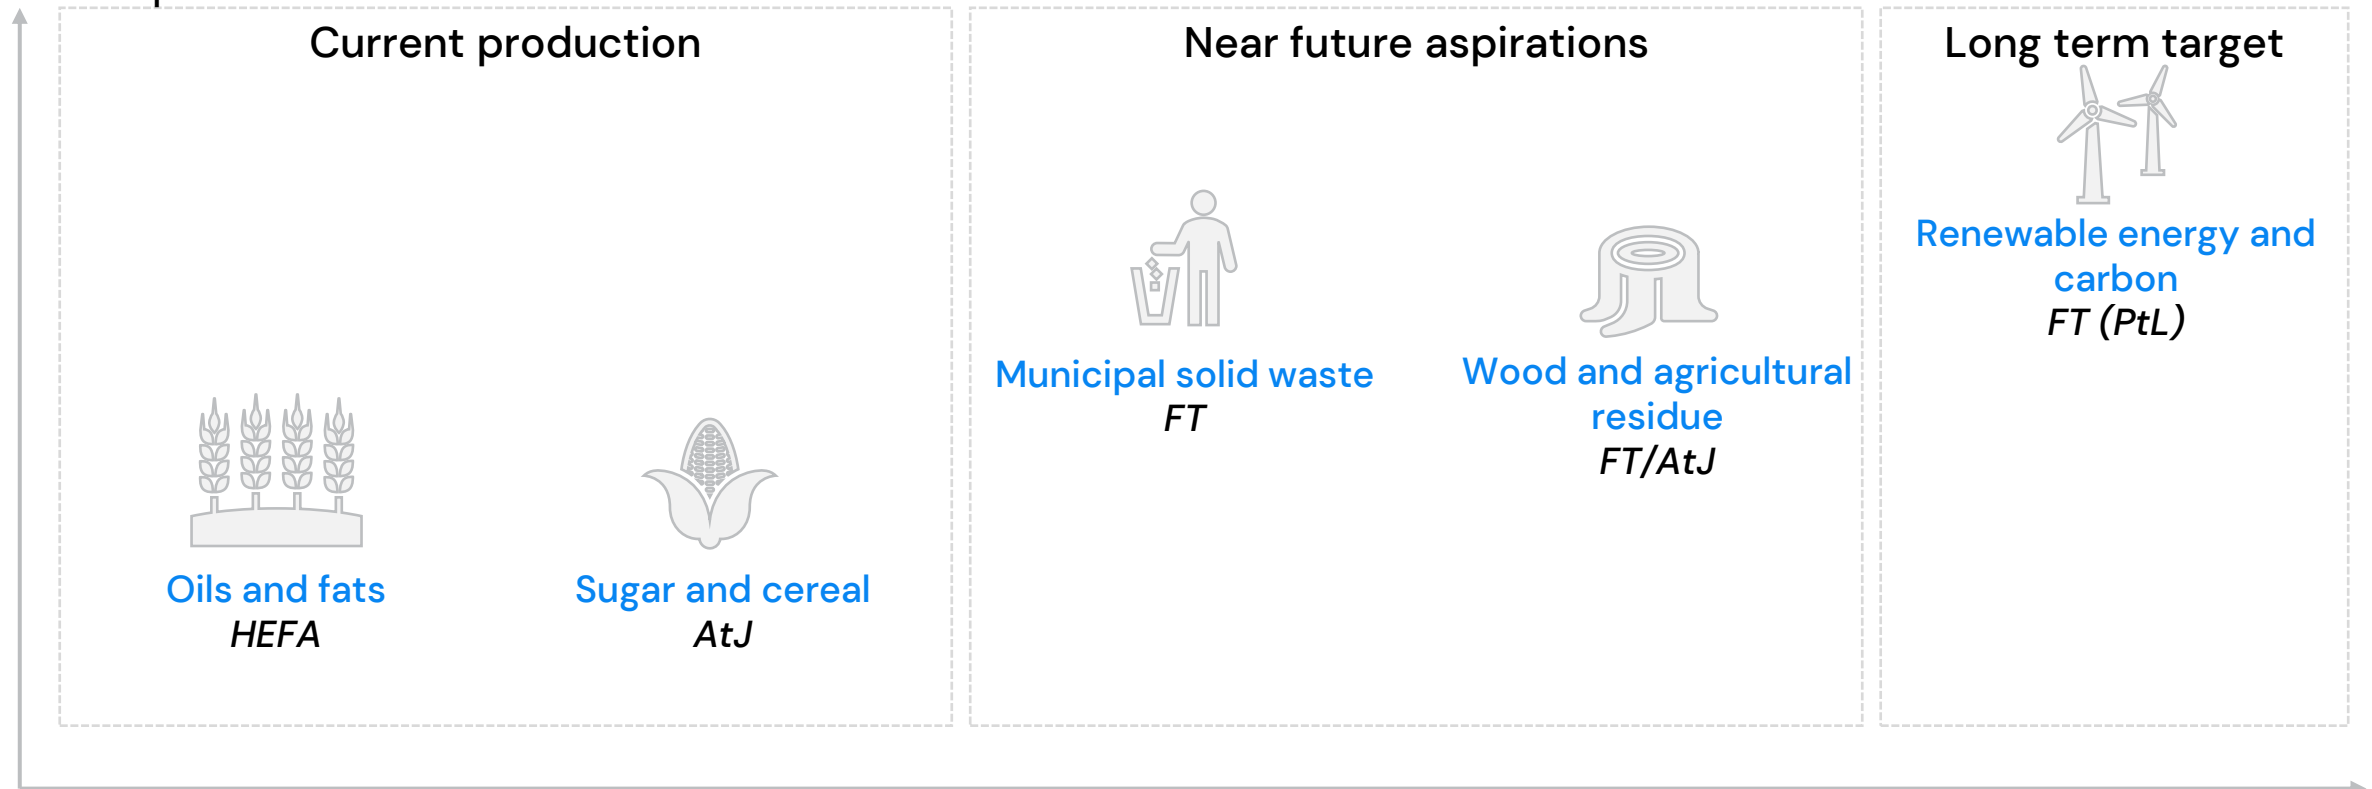 Current production
Near future aspirations
Long term target
Oils and fats
HEFA
Sugar and cereal
AtJ
Municipal solid waste
FT
Wood and agricultural
residue
FT/AtJ
Renewable energy and
carbon
FT (PtL)